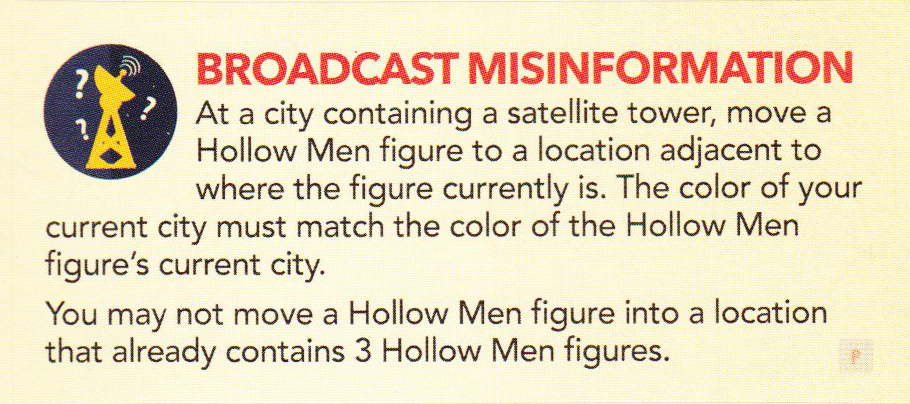 BROADCAST MISINFORMATION
At a city containing a satellite tower, move a
Hollow Men figure to a location adjacent to
where the figure currently is. The color of your
current city must match the color of the Hollow Men
figure's current city.
You may not move a Hollow Men figure into a location
that already contains 3 Hollow Men figures.
? ? ?
P